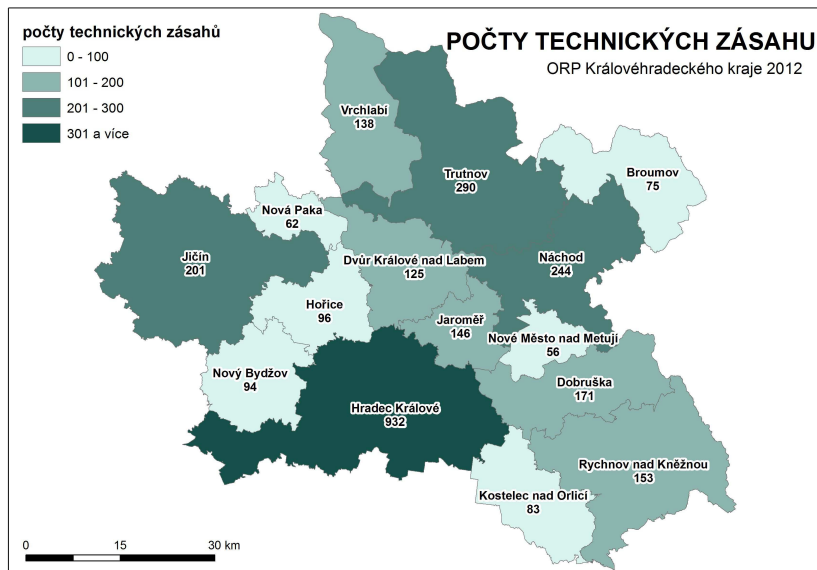 POČTY TECHNICKÝCH ZÁSAHU
ORP Královéhradeckého kraje 2012
počty technických zásahů
0 - 100
101 - 200
201 - 300
301 a více
Vrchlabí
138
Trutnov
290
Broumov
75
Nová Paka
62
Jičín
201
Dvůr Králové nad Labem
125
Náchod
244
Hořice
96
Jaroměř
146
Nové Město nad Metují
56
Nový Bydžov
94
Dobruška
171
Hradec Králové
932
Rychnov nad Kněžnou
153
Kostelec nad Orlicí
83
0 15 30 km